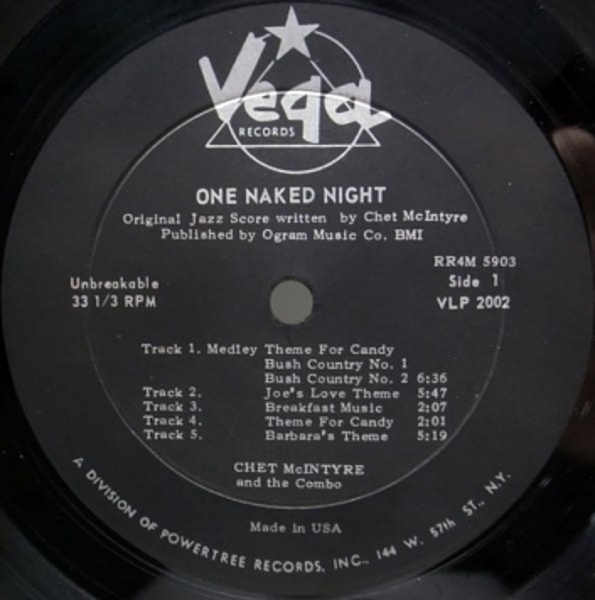 Vega
RECORDS
ONE NAKED NIGHT
Original Jazz Score written by Chet McIntyre
Published by Ogram Music Co. BMI
RR4M 5903
Unbreakable Side 1
33 1/3 RPM VLP 2002
Track 1. Medley Theme For Candy
Bush Country No. 1
Bush Country No. 2 6:36
Track 2. Joe's Love Theme 5:47
Track 3. Breakfast Music 2:07
Track 4. Theme For Candy 2:01
Track 5. Barbara's Theme 5:19
CHET McINTYRE
and the Combo
Made in USA
A DIVISION OF POWERTREE RECORDS, INC., 144 W. 57th ST., N.Y.